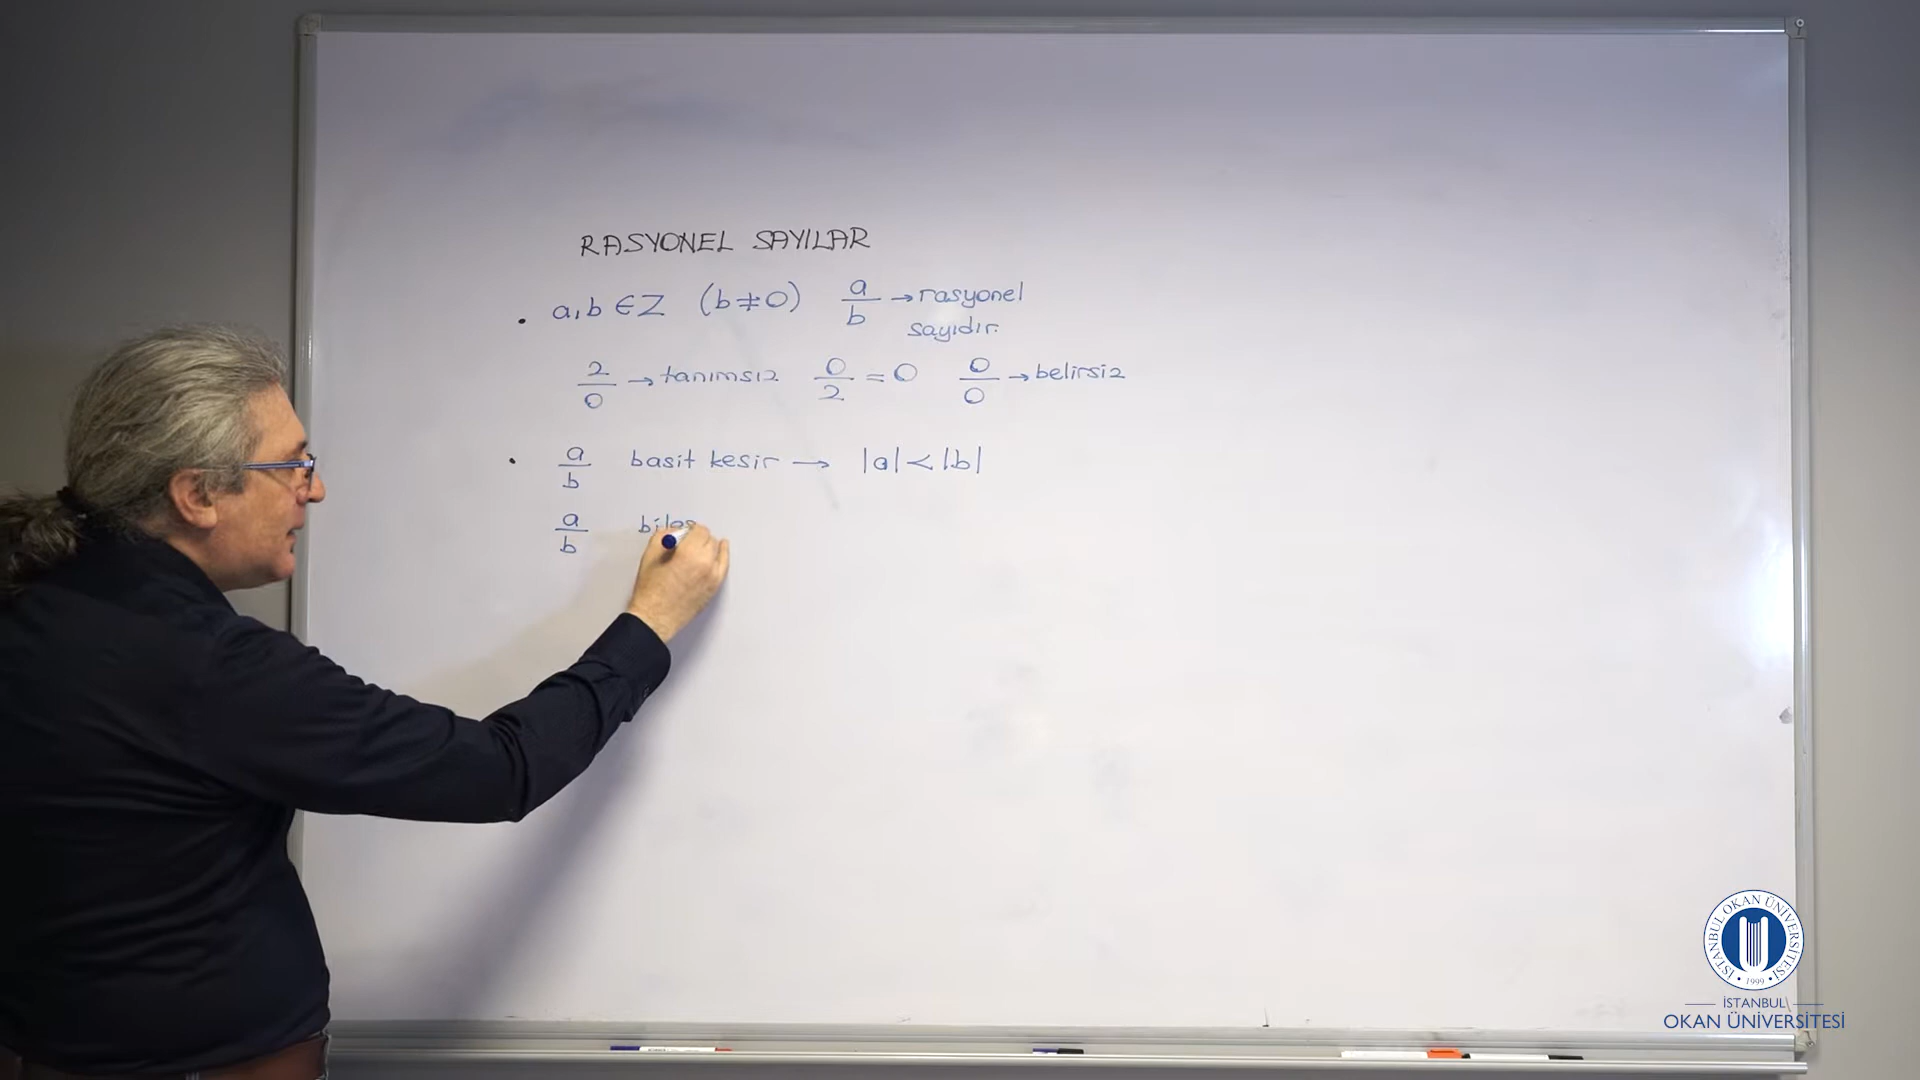 RASYONEL SAYILAR
• a,b ∈ Z (b ≠ 0) a/b → rasyonel
sayıdır.
2/0 → tanımsız 0/2 = 0 0/0 → belirsiz
• a/b basit kesir → |a| < |b|
a/b
İSTANBUL OKAN ÜNİVERSİTESİ
• 1999 •
İSTANBUL
OKAN ÜNİVERSİTESİ